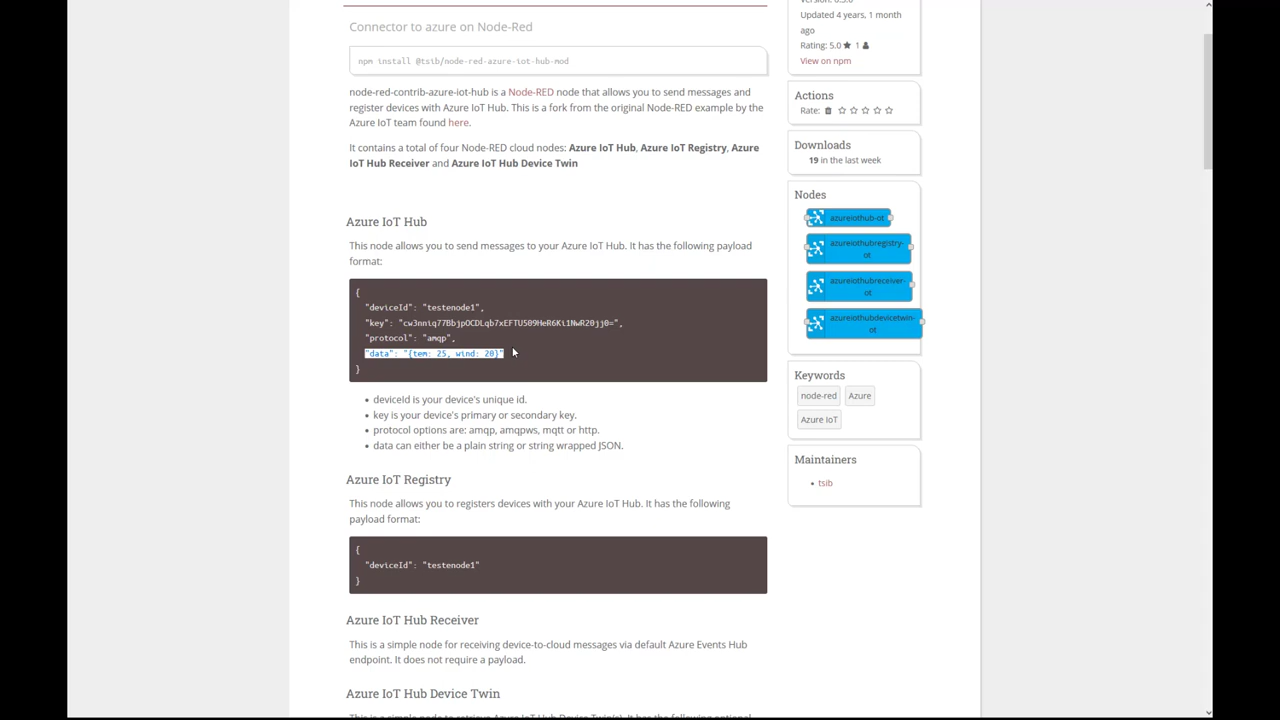 Connector to azure on Node-Red
npm install @tsib/node-red-azure-iot-hub-mod
node-red-contrib-azure-iot-hub is a Node-RED node that allows you to send messages and
register devices with Azure IoT Hub. This is a fork from the original Node-RED example by the
Azure IoT team found here.
It contains a total of four Node-RED cloud nodes: Azure IoT Hub, Azure IoT Registry, Azure
IoT Hub Receiver and Azure IoT Hub Device Twin
Azure IoT Hub
This node allows you to send messages to your Azure IoT Hub. It has the following payload
format:
{
"deviceId": "testenode1",
"key": "cw3nniq77BbjpOCDLqb7xEFTU509HeR6Ki1NwR20jj0=",
"protocol": "amqp",
"data": "{tem: 25, wind: 20}"
}
deviceId is your device's unique id.
key is your device's primary or secondary key.
protocol options are: amqp, amqpws, mqtt or http.
data can either be a plain string or string wrapped JSON.
Azure IoT Registry
This node allows you to registers devices with your Azure IoT Hub. It has the following
payload format:
{
"deviceId": "testenode1"
}
Azure IoT Hub Receiver
This is a simple node for receiving device-to-cloud messages via default Azure Events Hub
endpoint. It does not require a payload.
Azure IoT Hub Device Twin
Updated 4 years, 1 month
ago
Rating: 5.0 1
View on npm
Actions
Rate:
Downloads
19 in the last week
Nodes
azureiothub-ot
azureiothubregistry-
ot
azureiothubreceiver-
ot
azureiothubdevicetwin-
ot
Keywords
node-red
Azure
Azure IoT
Maintainers
tsib